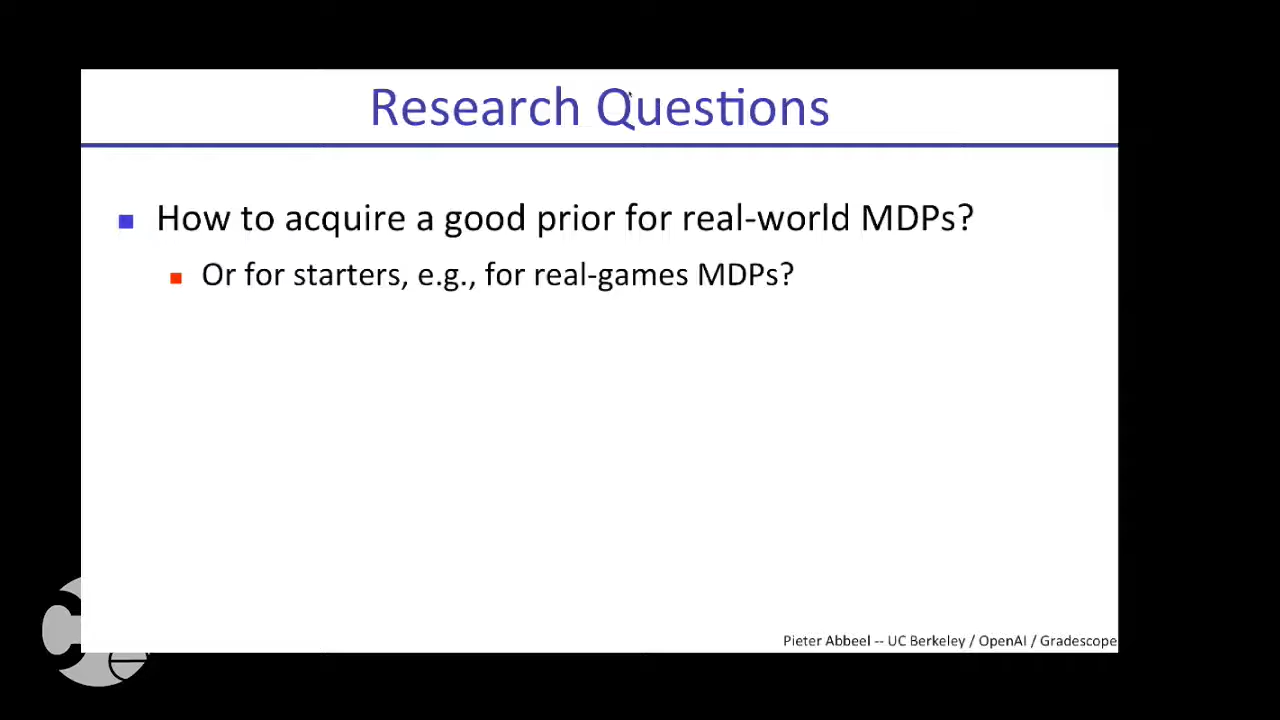 Research Questions
How to acquire a good prior for real-world MDPs?
Or for starters, e.g., for real-games MDPs?
Pieter Abbeel -- UC Berkeley / OpenAI / Gradescope